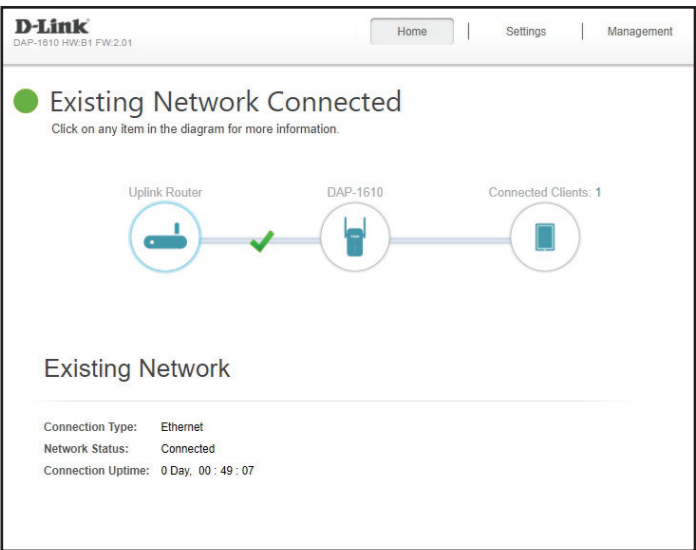 D-Link
DAP-1610 HW:B1 FW:2.01
Home | Settings | Management
Existing Network Connected
Click on any item in the diagram for more information.
Uplink Router DAP-1610 Connected Clients: 1
Existing Network
Connection Type: Ethernet
Network Status: Connected
Connection Uptime: 0 Day, 00 : 49 : 07